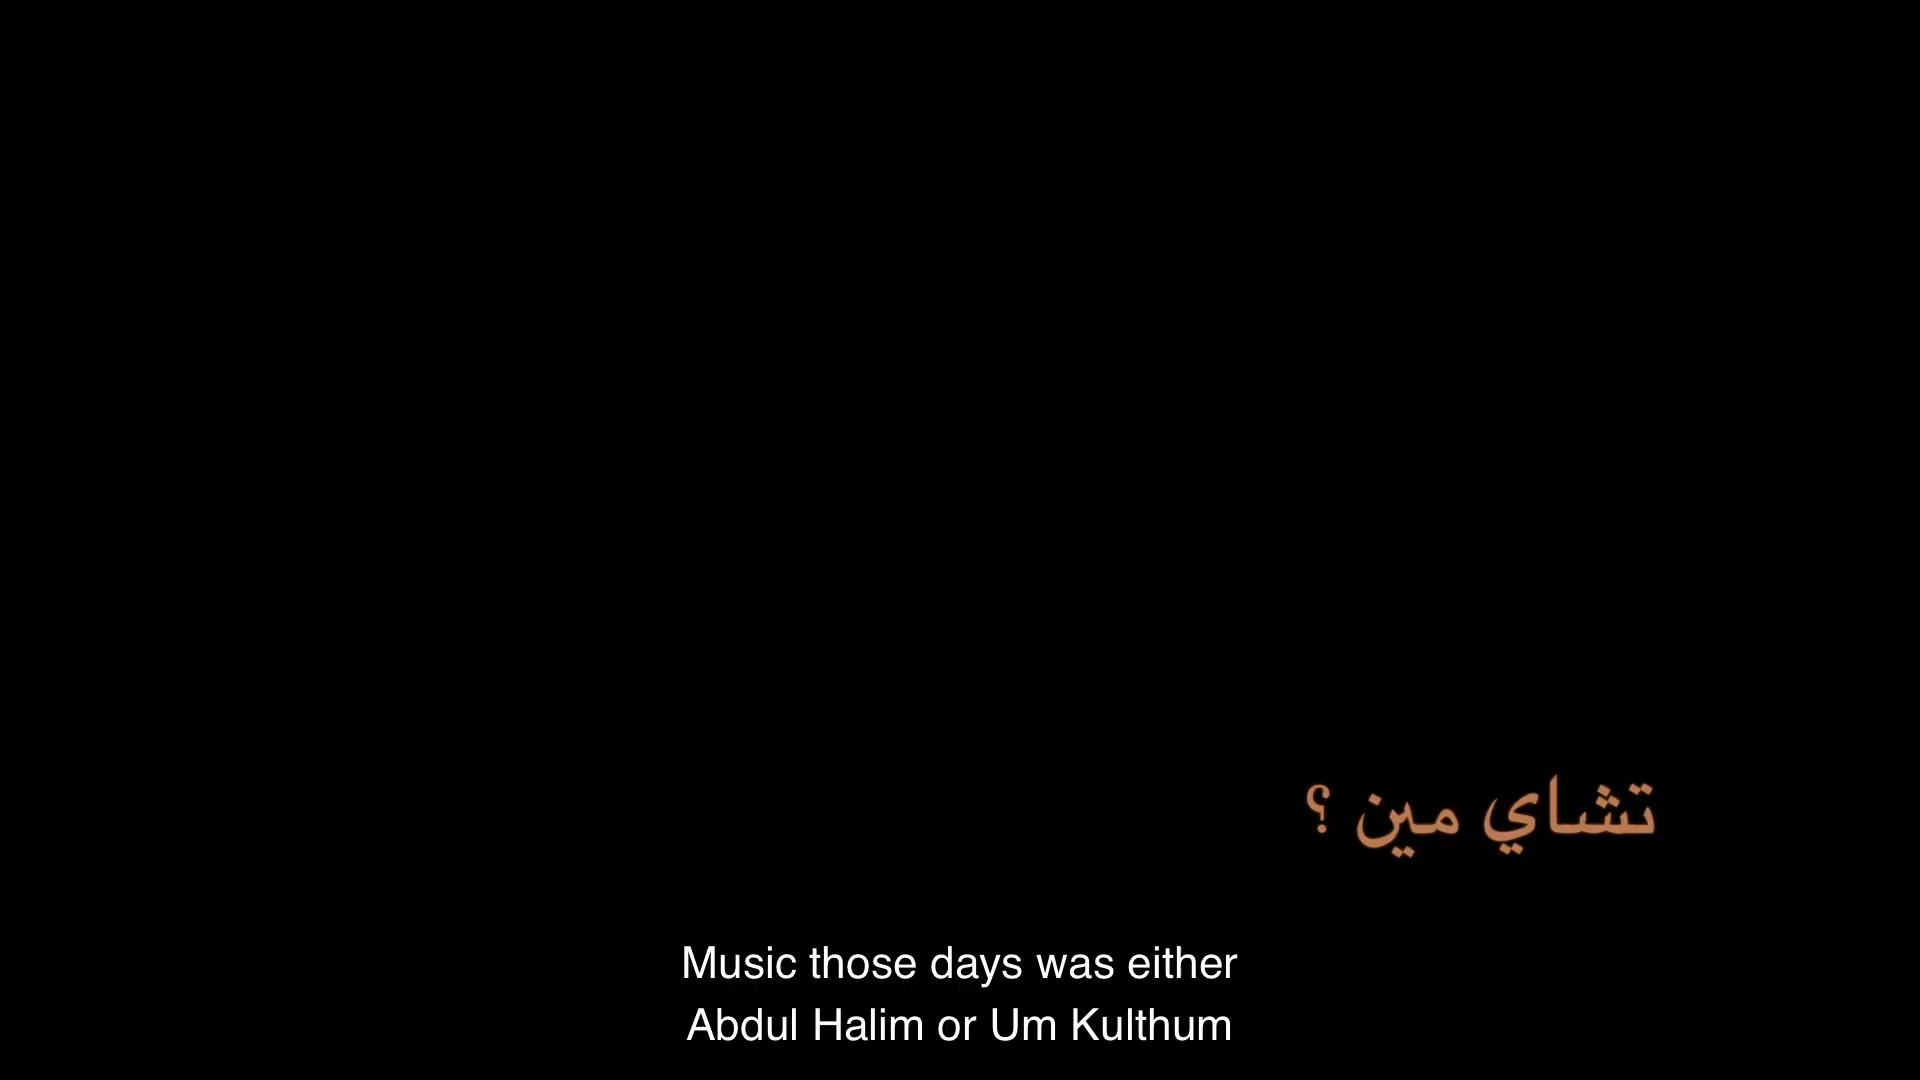 تشاي مين ؟
Music those days was either
Abdul Halim or Um Kulthum